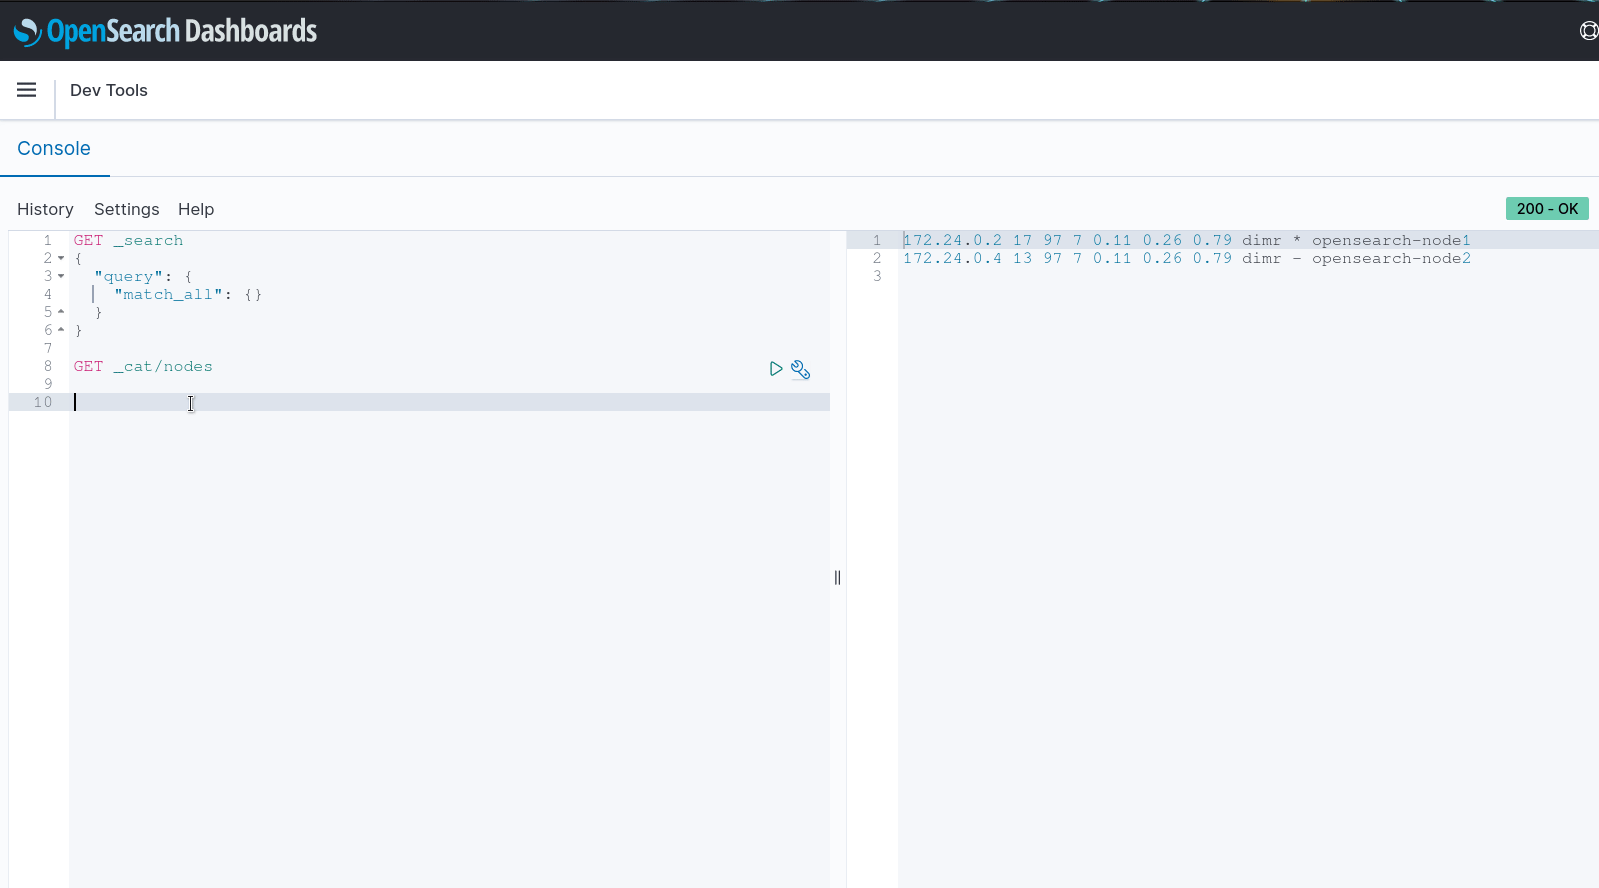 OpenSearch Dashboards
Dev Tools
Console
History Settings Help
200 - OK
1 GET _search
2 {
3 "query": {
4 "match_all": {}
5 }
6 }
7
8 GET _cat/nodes
9
10
1 172.24.0.2 17 97 7 0.11 0.26 0.79 dimr * opensearch-node1
2 172.24.0.4 13 97 7 0.11 0.26 0.79 dimr - opensearch-node2
3